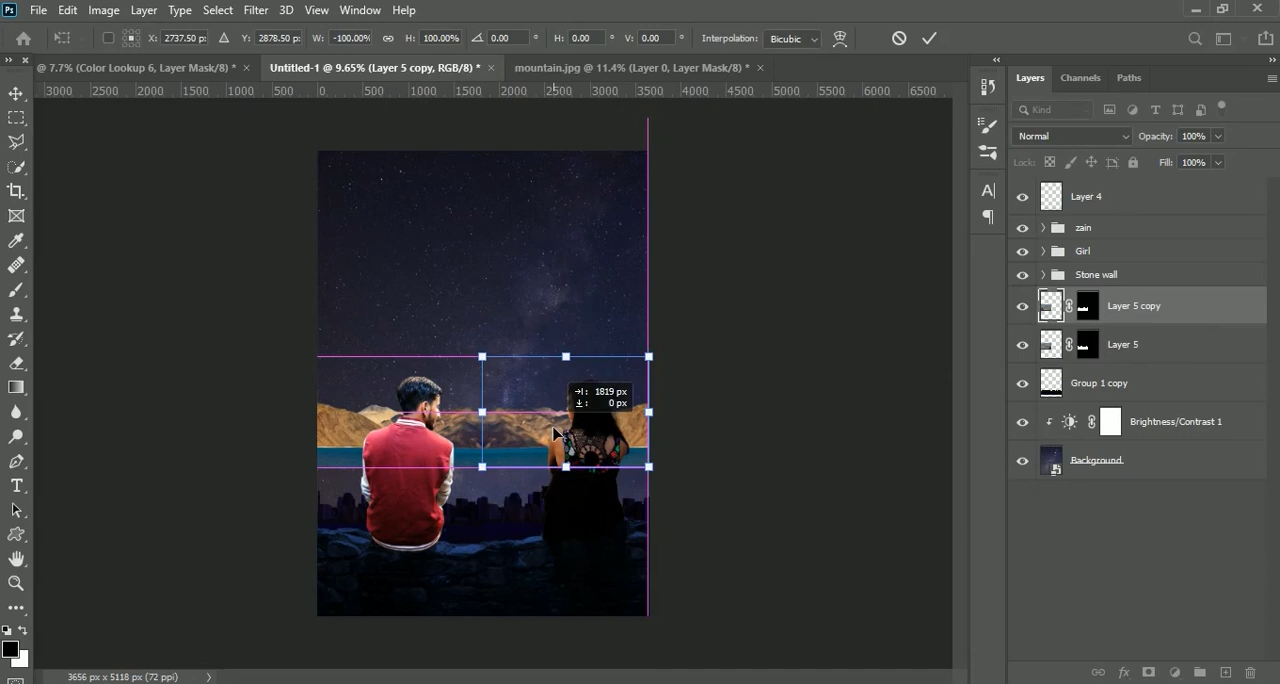 Ps File Edit Image Layer Type Select Filter 3D View Window Help
X: 2737.50 p: Y: 2878.50 p: W: -100.00% H: 100.00% 0.00 ° H: 0.00 ° V: 0.00 ° Interpolation: Bicubic
@ 7.7% (Color Lookup 6, Layer Mask/8) * × Untitled-1 @ 9.65% (Layer 5 copy, RGB/8) * × mountain.jpg @ 11.4% (Layer 0, Layer Mask/8) * ×
3000 2500 2000 1500 1000 500 0 500 1000 1500 2000 2500 3000 3500 4000 4500 5000 5500 6000 6500
Layers Channels Paths
Kind
Normal Opacity: 100%
Lock: Fill: 100%
Layer 4
zain
Girl
Stone wall
Layer 5 copy
Layer 5
Group 1 copy
Brightness/Contrast 1
Background
1819 px
0 px
3656 px x 5118 px (72 ppi)